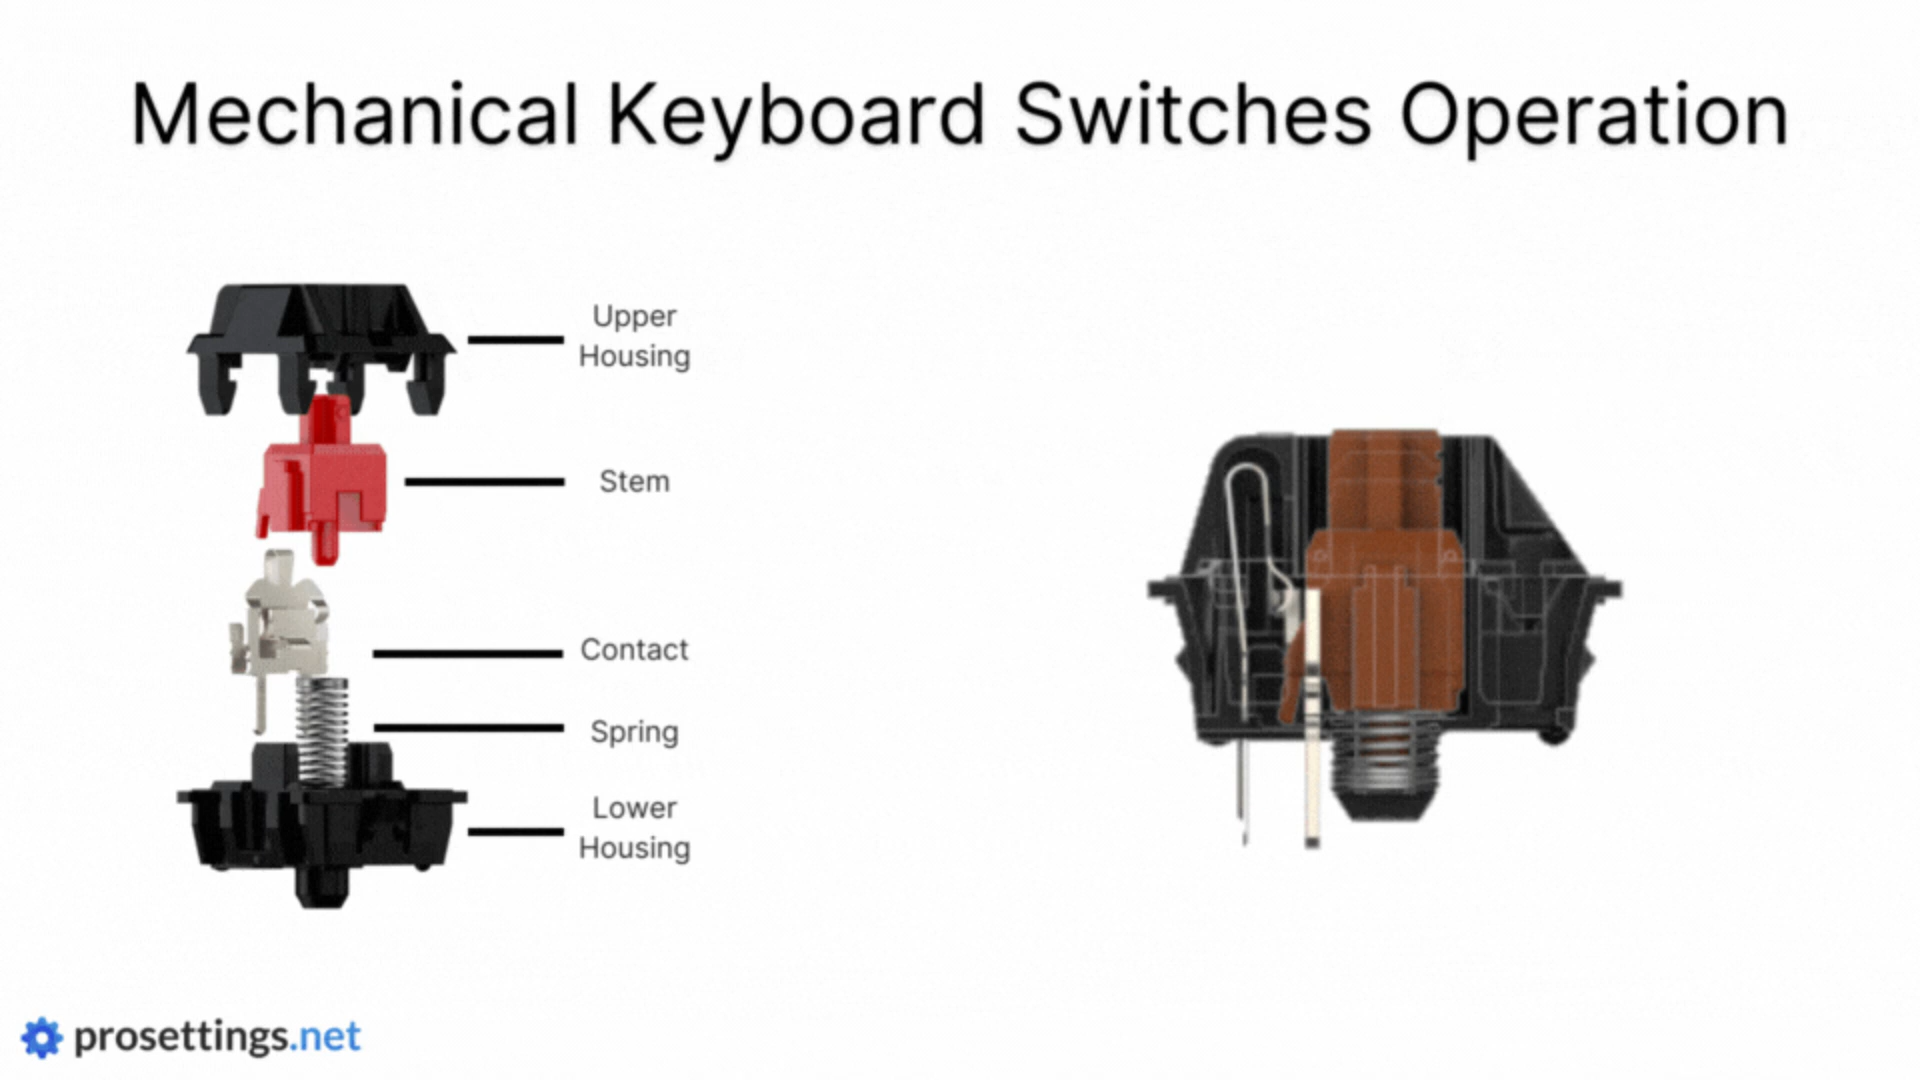 Mechanical Keyboard Switches Operation
Upper
Housing
Stem
Contact
Spring
Lower
Housing
prosettings.net